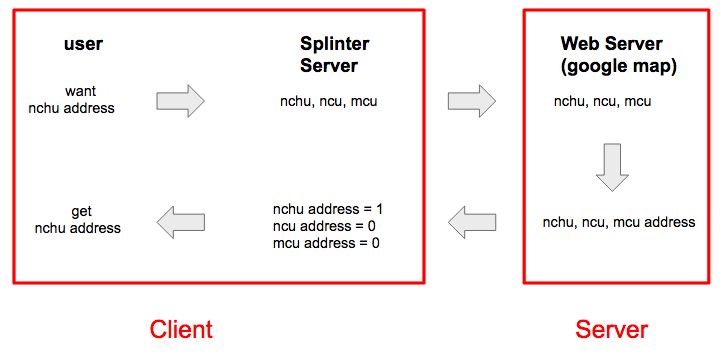 user
Splinter
Server
Web Server
(google map)
want
nchu address
nchu, ncu, mcu
nchu, ncu, mcu
get
nchu address
nchu address = 1
ncu address = 0
mcu address = 0
nchu, ncu, mcu address
Client
Server